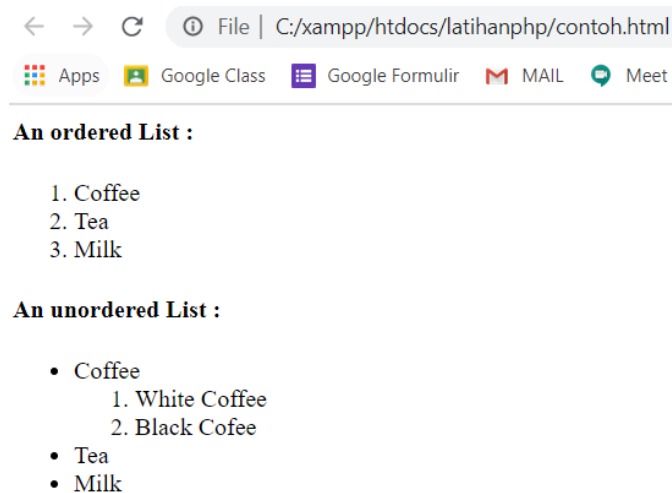 File | C:/xampp/htdocs/latihanphp/contoh.html
Apps Google Class Google Formulir MAIL Meet
An ordered List :
1. Coffee
2. Tea
3. Milk
An unordered List :
• Coffee
1. White Coffee
2. Black Cofee
• Tea
• Milk